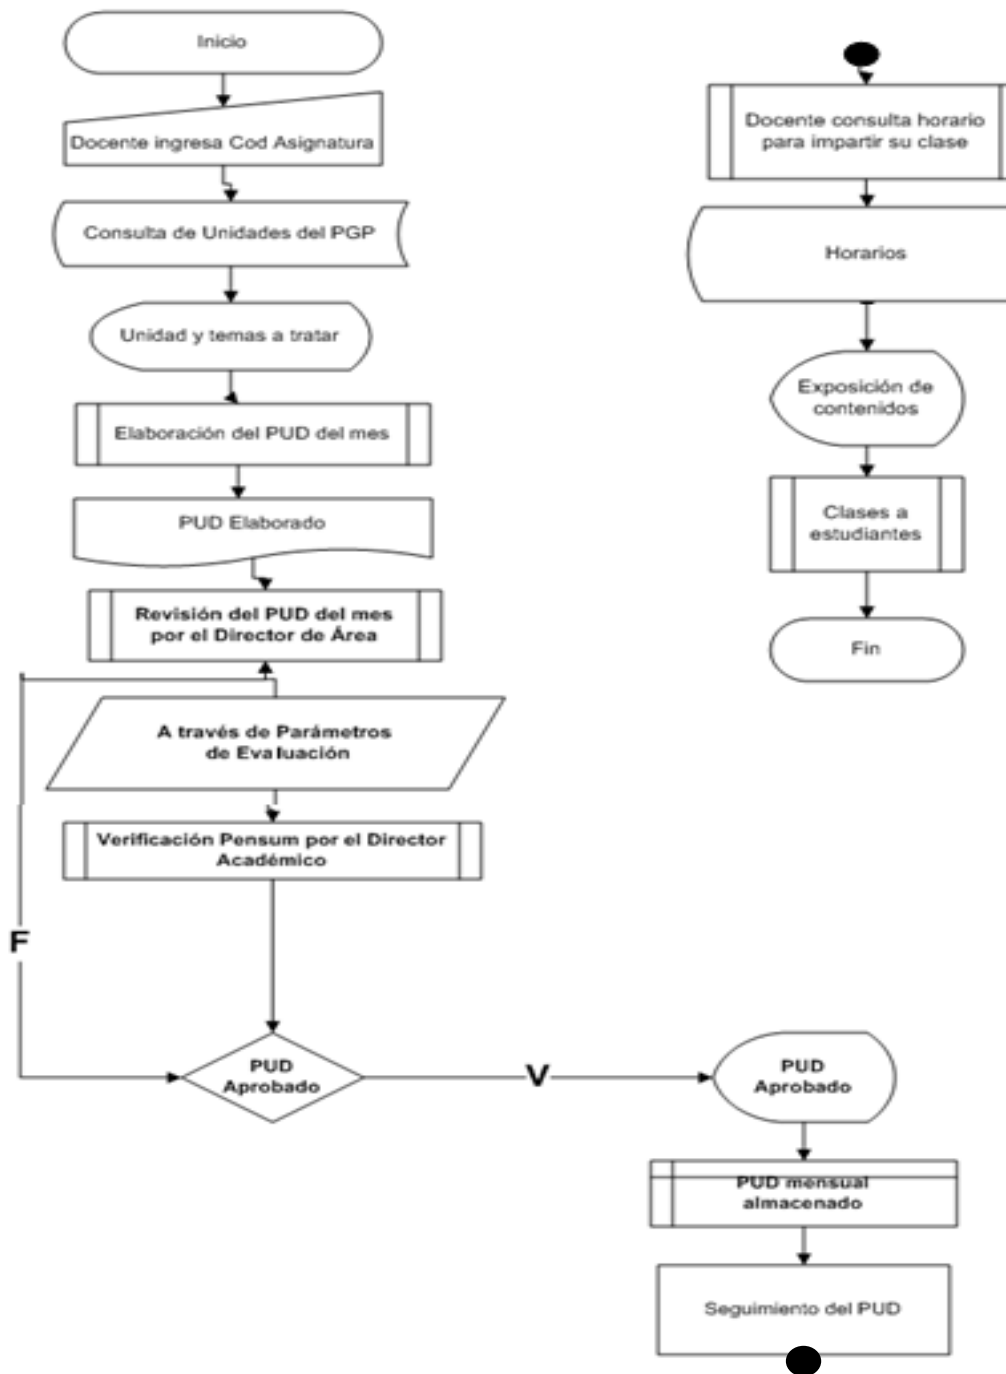 Inicio
Docente ingresa Cod Asignatura
Consulta de Unidades del PGP
Unidad y temas a tratar
Elaboración del PUD del mes
PUD Elaborado
Revisión del PUD del mes
por el Director de Área
A través de Parámetros
de Evaluación
Verificación Pensum por el Director
Académico
F
PUD
Aprobado
V
PUD
Aprobado
PUD mensual
almacenado
Seguimiento del PUD
Docente consulta horario
para impartir su clase
Horarios
Exposición de
contenidos
Clases a
estudiantes
Fin